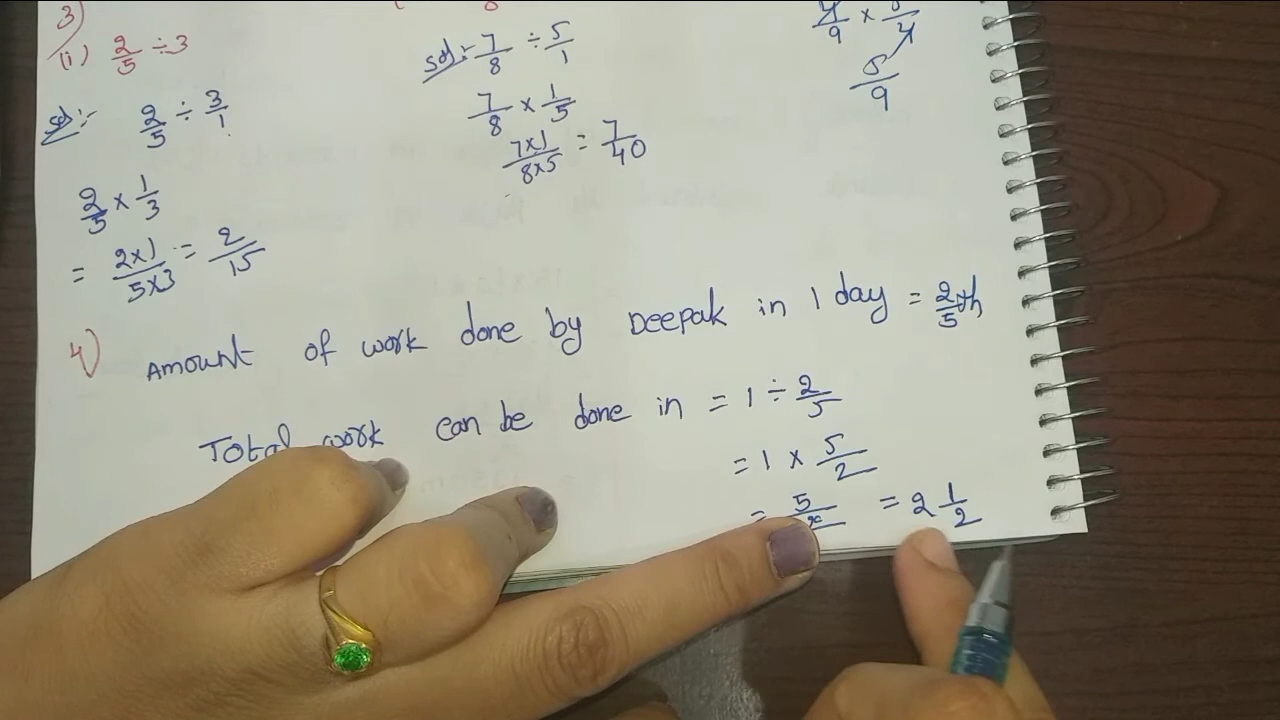 3)
(i) 2/5 ÷ 3
Sol:- 2/5 ÷ 3/1
2/5 × 1/3
= 2×1/5×3 = 2/15
Sol:- 7/8 ÷ 5/1
7/8 × 1/5
7×1/8×5 = 7/40
5/9
4) Amount of work done by Deepak in 1 day = 2/5th
Total work can be done in = 1 ÷ 2/5
= 1 × 5/2
= 5/2 = 2 1/2